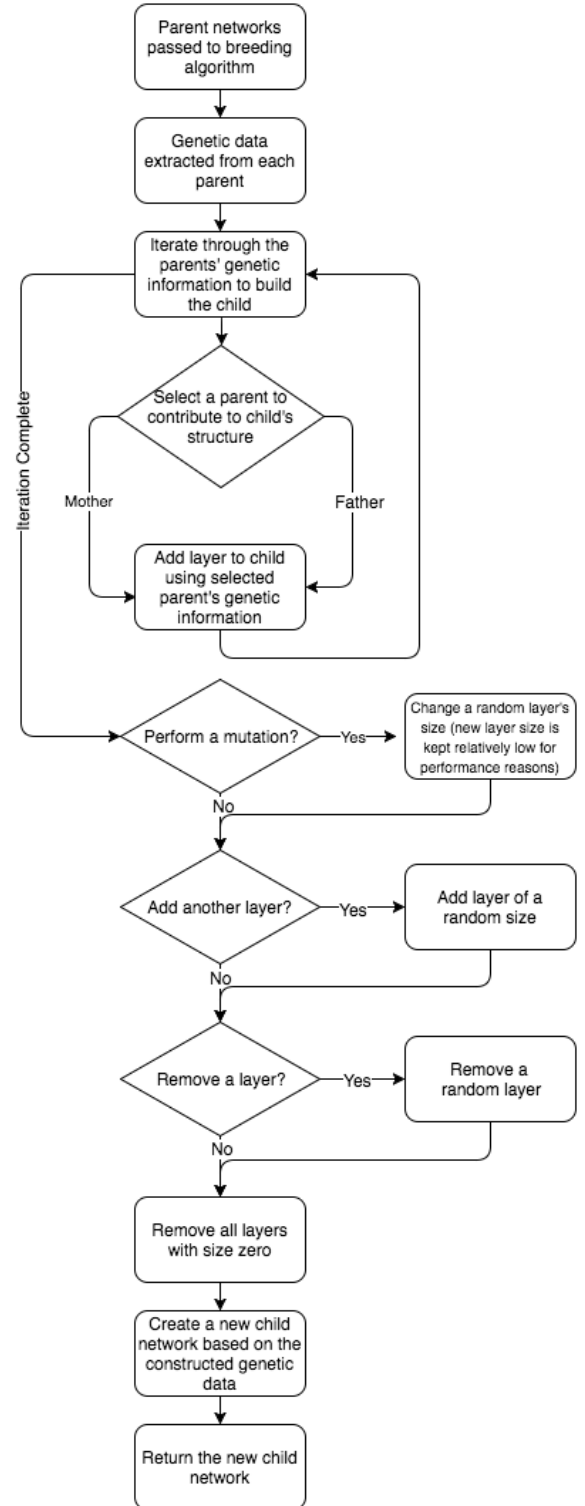 Parent networks
passed to breeding
algorithm
Genetic data
extracted from each
parent
Iterate through the
parents' genetic
information to build
the child
Select a parent to
contribute to child's
structure
Iteration Complete
Mother
Father
Add layer to child
using selected
parent's genetic
information
Perform a mutation?
Yes
Change a random layer's
size (new layer size is
kept relatively low for
performance reasons)
No
Add another layer?
Yes
Add layer of a
random size
No
Remove a layer?
Yes
Remove a
random layer
No
Remove all layers
with size zero
Create a new child
network based on the
constructed genetic
data
Return the new child
network